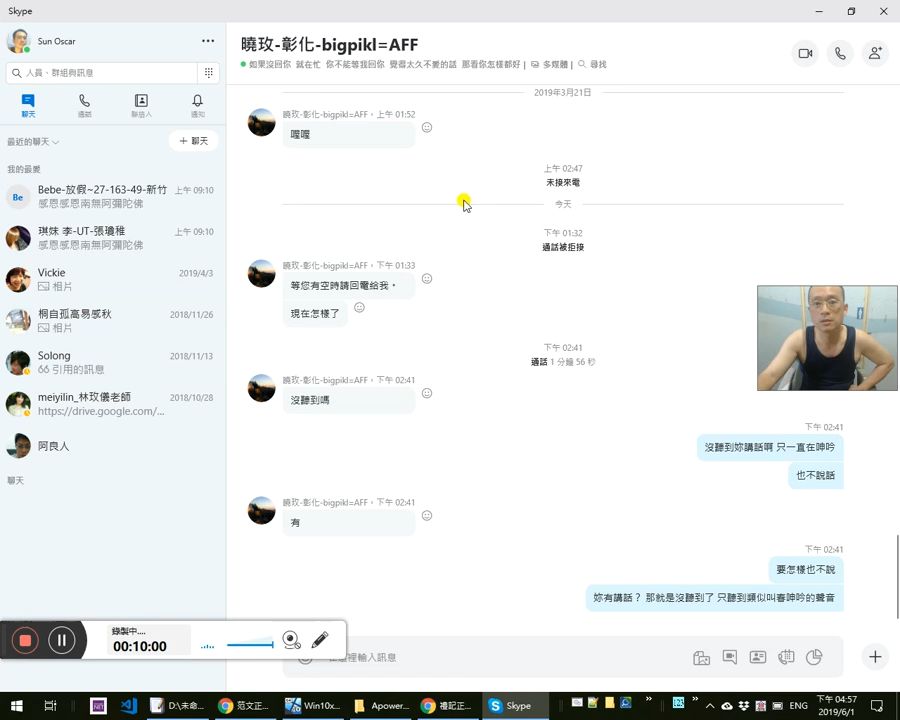 Skype
Sun Oscar
人員、群組與訊息
聊天
通話
聯絡人
通知
最近的聊天
聊天
我的最愛
Be
Bebe-放假~27-163-49-新竹
上午 09:10
感恩感恩南無阿彌陀佛
琪妹 李-UT-張瓊稚
上午 09:10
感恩感恩南無阿彌陀佛
Vickie
2019/4/3
相片
桐自孤高易感秋
2018/11/26
相片
Solong
2018/11/13
66 引用的訊息
meiyilin_林玫儀老師
2018/10/28
https://drive.google.com/...
阿良人
聊天
曉玫-彰化-bigpikl=AFF
如果沒回你 就在忙 你不能等我回你 覺得太久不要的話 那看你怎樣都好 | 多媒體 | 尋找
2019年3月21日
曉玫-彰化-bigpikl=AFF，上午 01:52
喔喔
上午 02:47
未接來電
今天
下午 01:32
通話被拒接
曉玫-彰化-bigpikl=AFF，下午 01:33
等您有空時請回電給我。
現在怎樣了
下午 02:41
通話 1 分鐘 56 秒
曉玫-彰化-bigpikl=AFF，下午 02:41
沒聽到嗎
下午 02:41
沒聽到妳講話啊 只一直在呻吟
也不說話
曉玫-彰化-bigpikl=AFF，下午 02:41
有
下午 02:41
要怎樣也不說
妳有講話？ 那就是沒聽到了 只聽到類似叫春呻吟的聲音
在這裡輸入訊息
錄製中....
00:10:00
D:\未命...
范文正...
Win10x...
Apower...
禮記正...
Skype
ENG
下午 04:57
2019/6/1